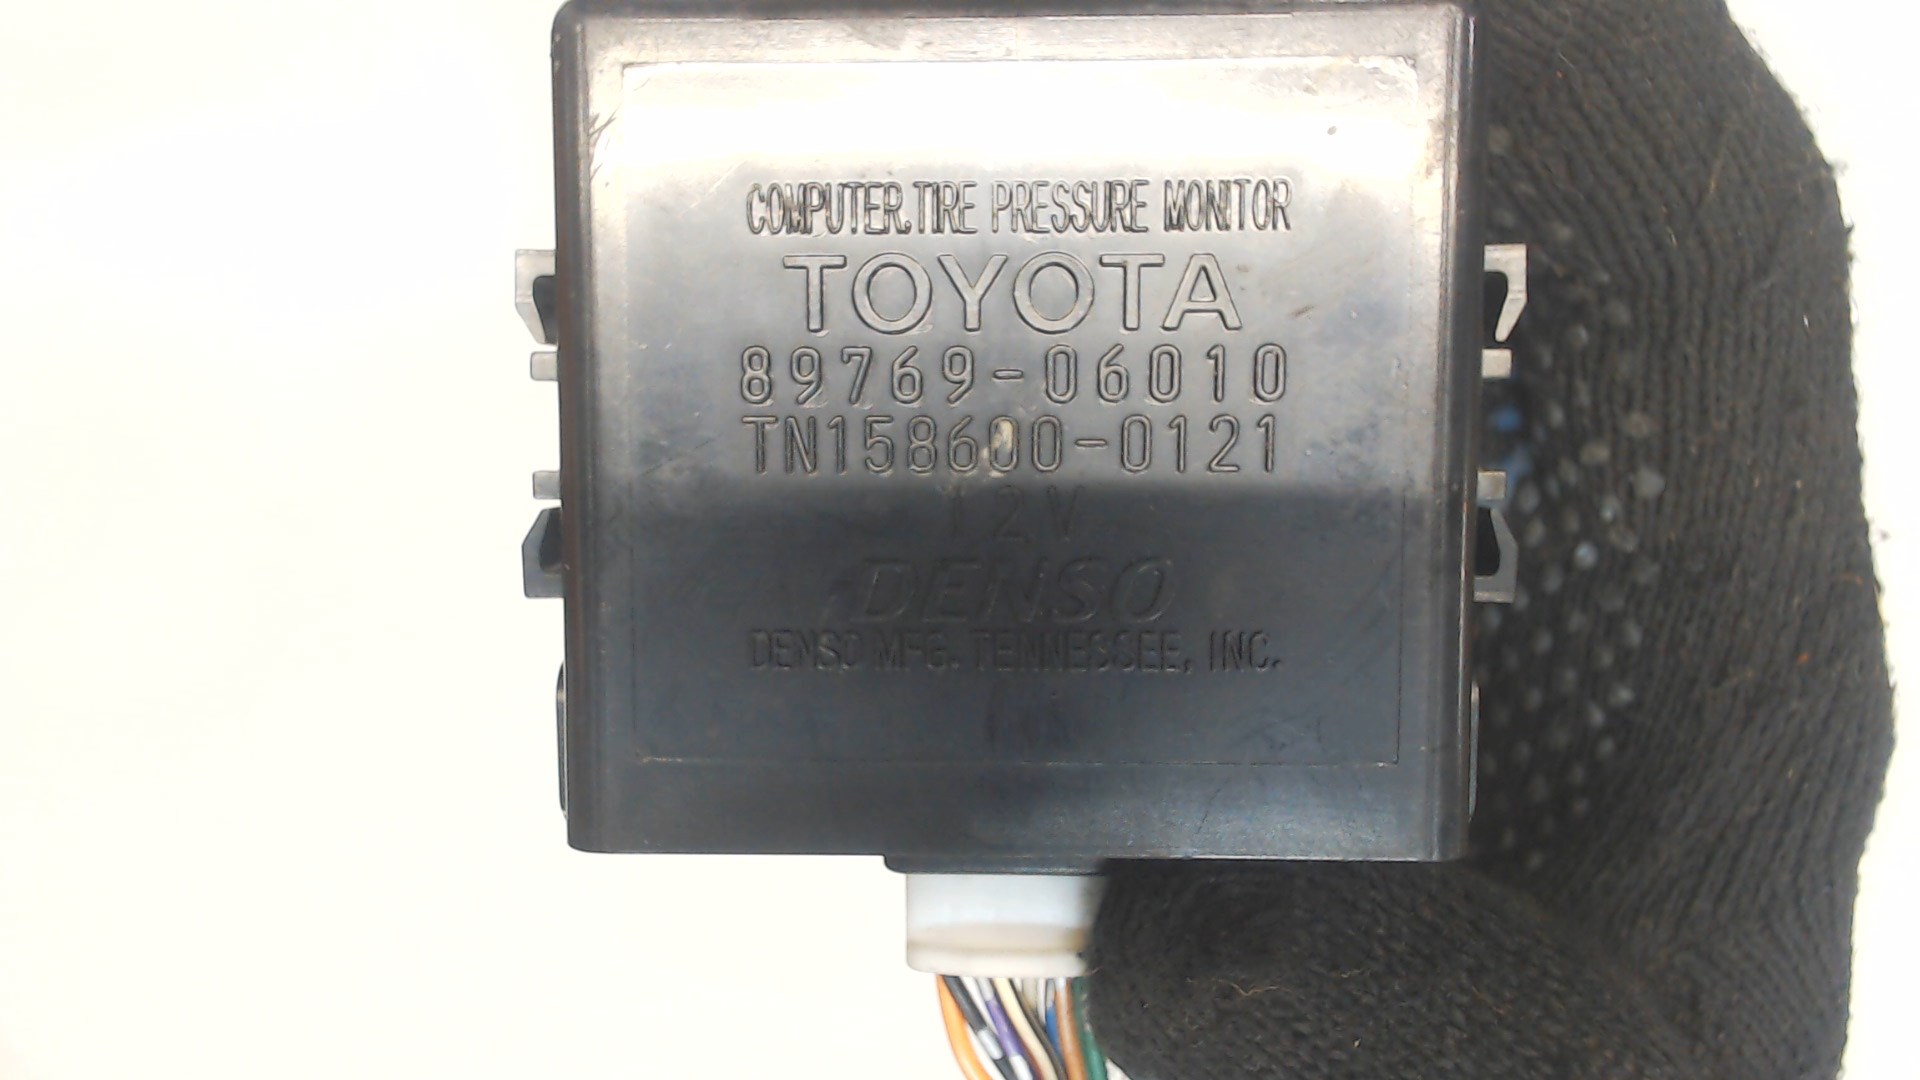 COMPUTER.TIRE PRESSURE MONITOR
TOYOTA
89769-06010
TN158600-0121
12V
DENSO
DENSO MFG. TENNESSEE, INC.